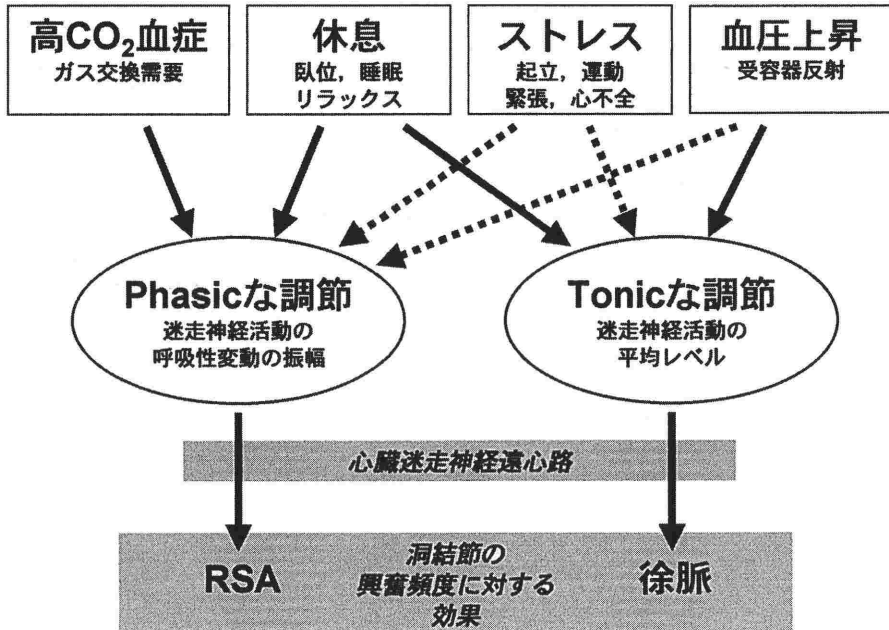 高CO₂血症
ガス交換需要
休息
臥位，睡眠
リラックス
ストレス
起立，運動
緊張，心不全
血圧上昇
受容器反射
Phasicな調節
迷走神経活動の
呼吸性変動の振幅
Tonicな調節
迷走神経活動の
平均レベル
心臓迷走神経遠心路
RSA
洞結節の
興奮頻度に対する
効果
徐脈